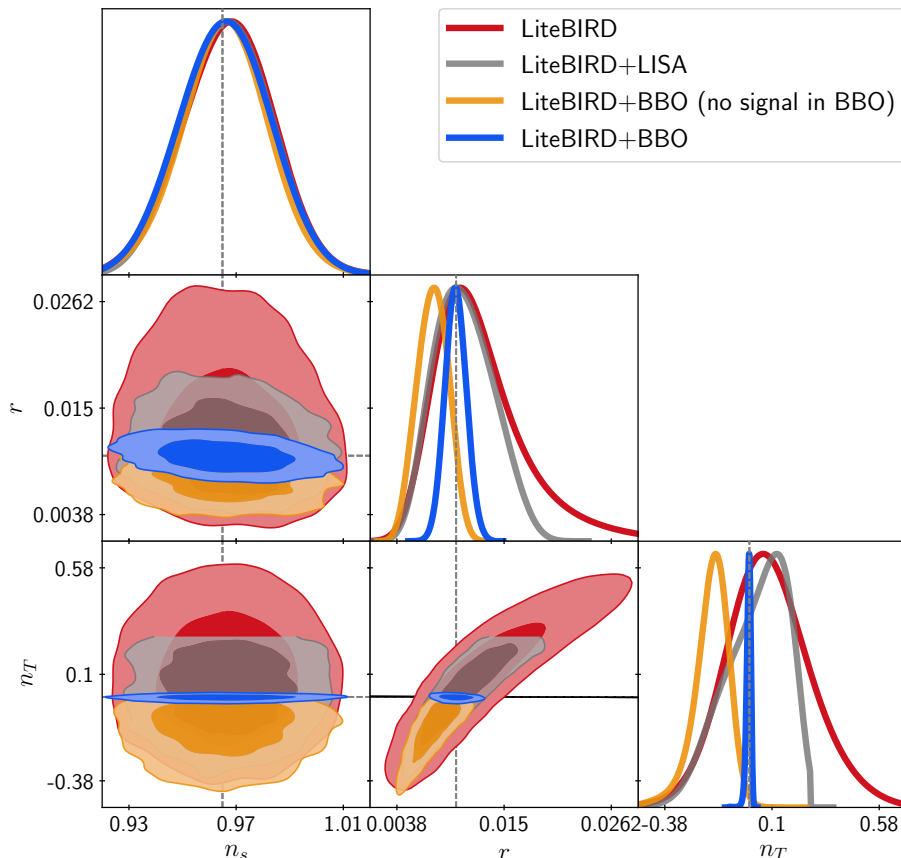 LiteBIRD
LiteBIRD+LISA
LiteBIRD+BBO (no signal in BBO)
LiteBIRD+BBO
0.0262
0.015
0.0038
r
0.58
0.1
-0.38
n_T
0.93 0.97 1.01 0.0038 0.015 0.0262 -0.38 0.1 0.58
n_s r n_T